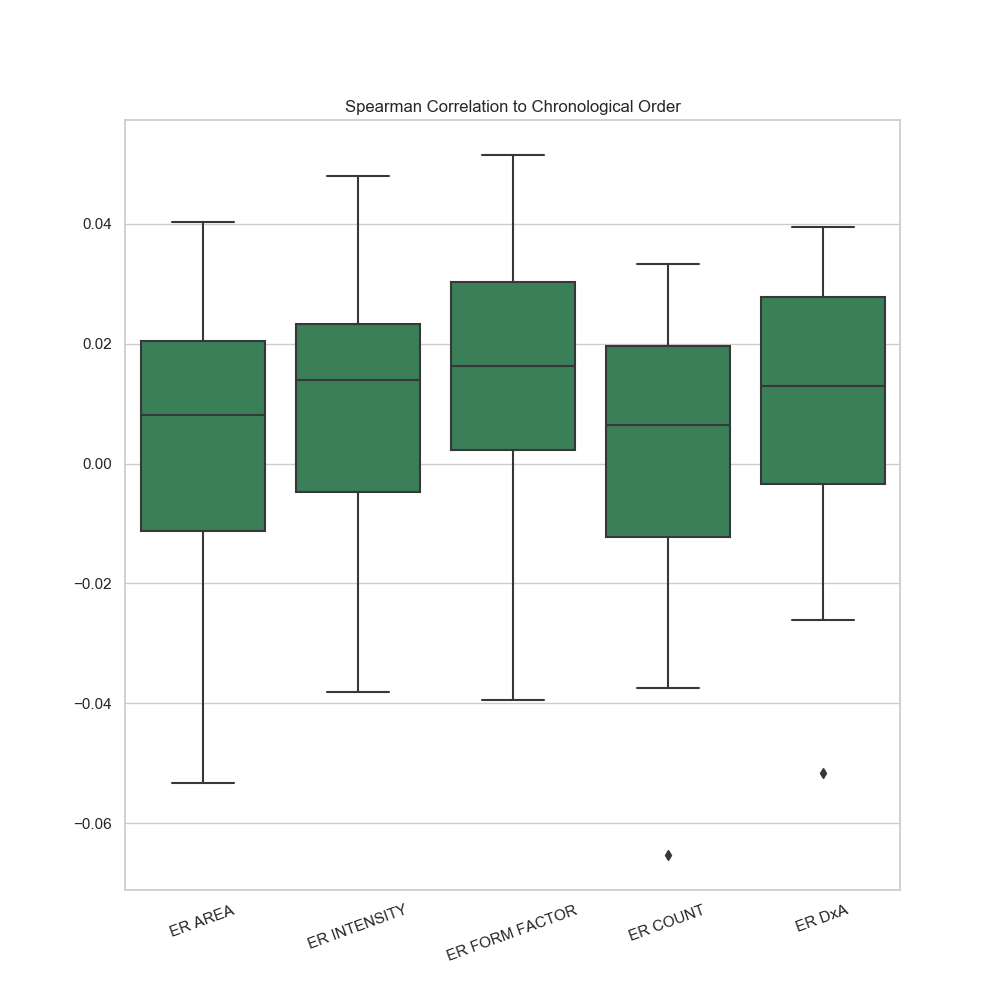 Spearman Correlation to Chronological Order
0.04
0.02
0.00
−0.02
−0.04
−0.06
ER AREA
ER INTENSITY
ER FORM FACTOR
ER COUNT
ER DxA